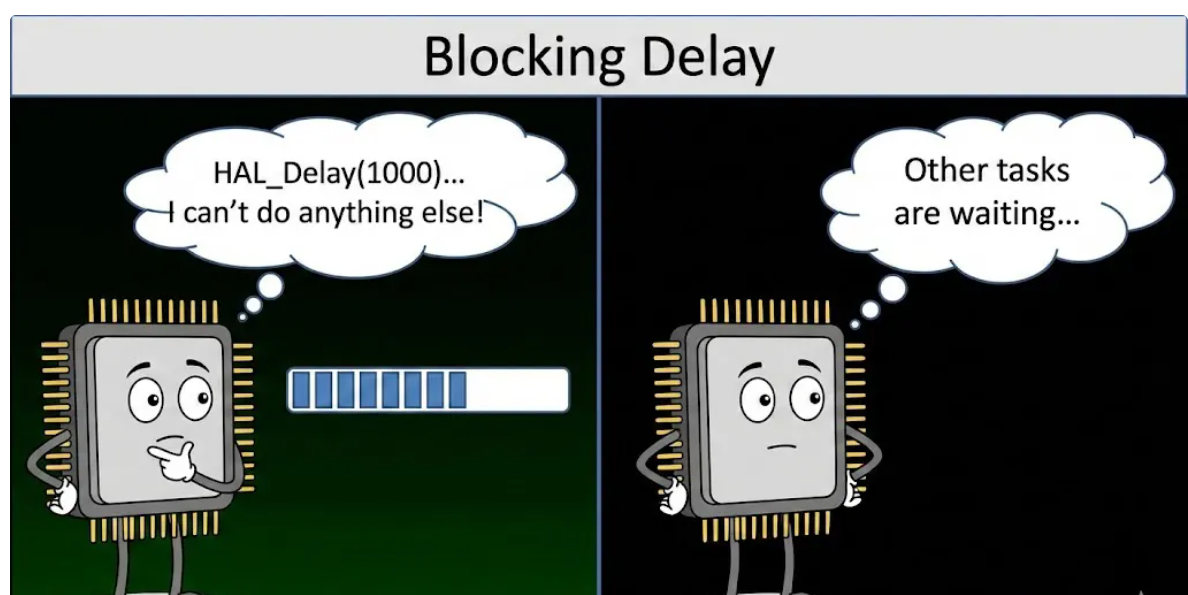 Blocking Delay
HAL_Delay(1000)...
I can't do anything else!
Other tasks
are waiting...